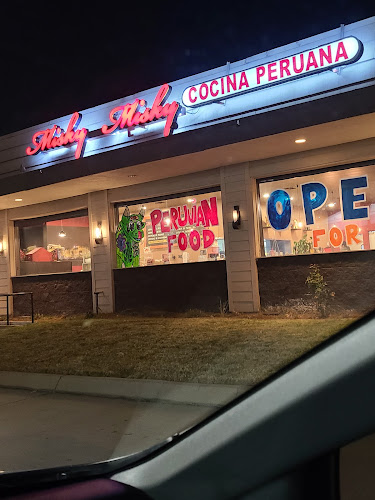 Misky Misky
COCINA PERUANA
PERUVIAN
FOOD
OPE
FOR